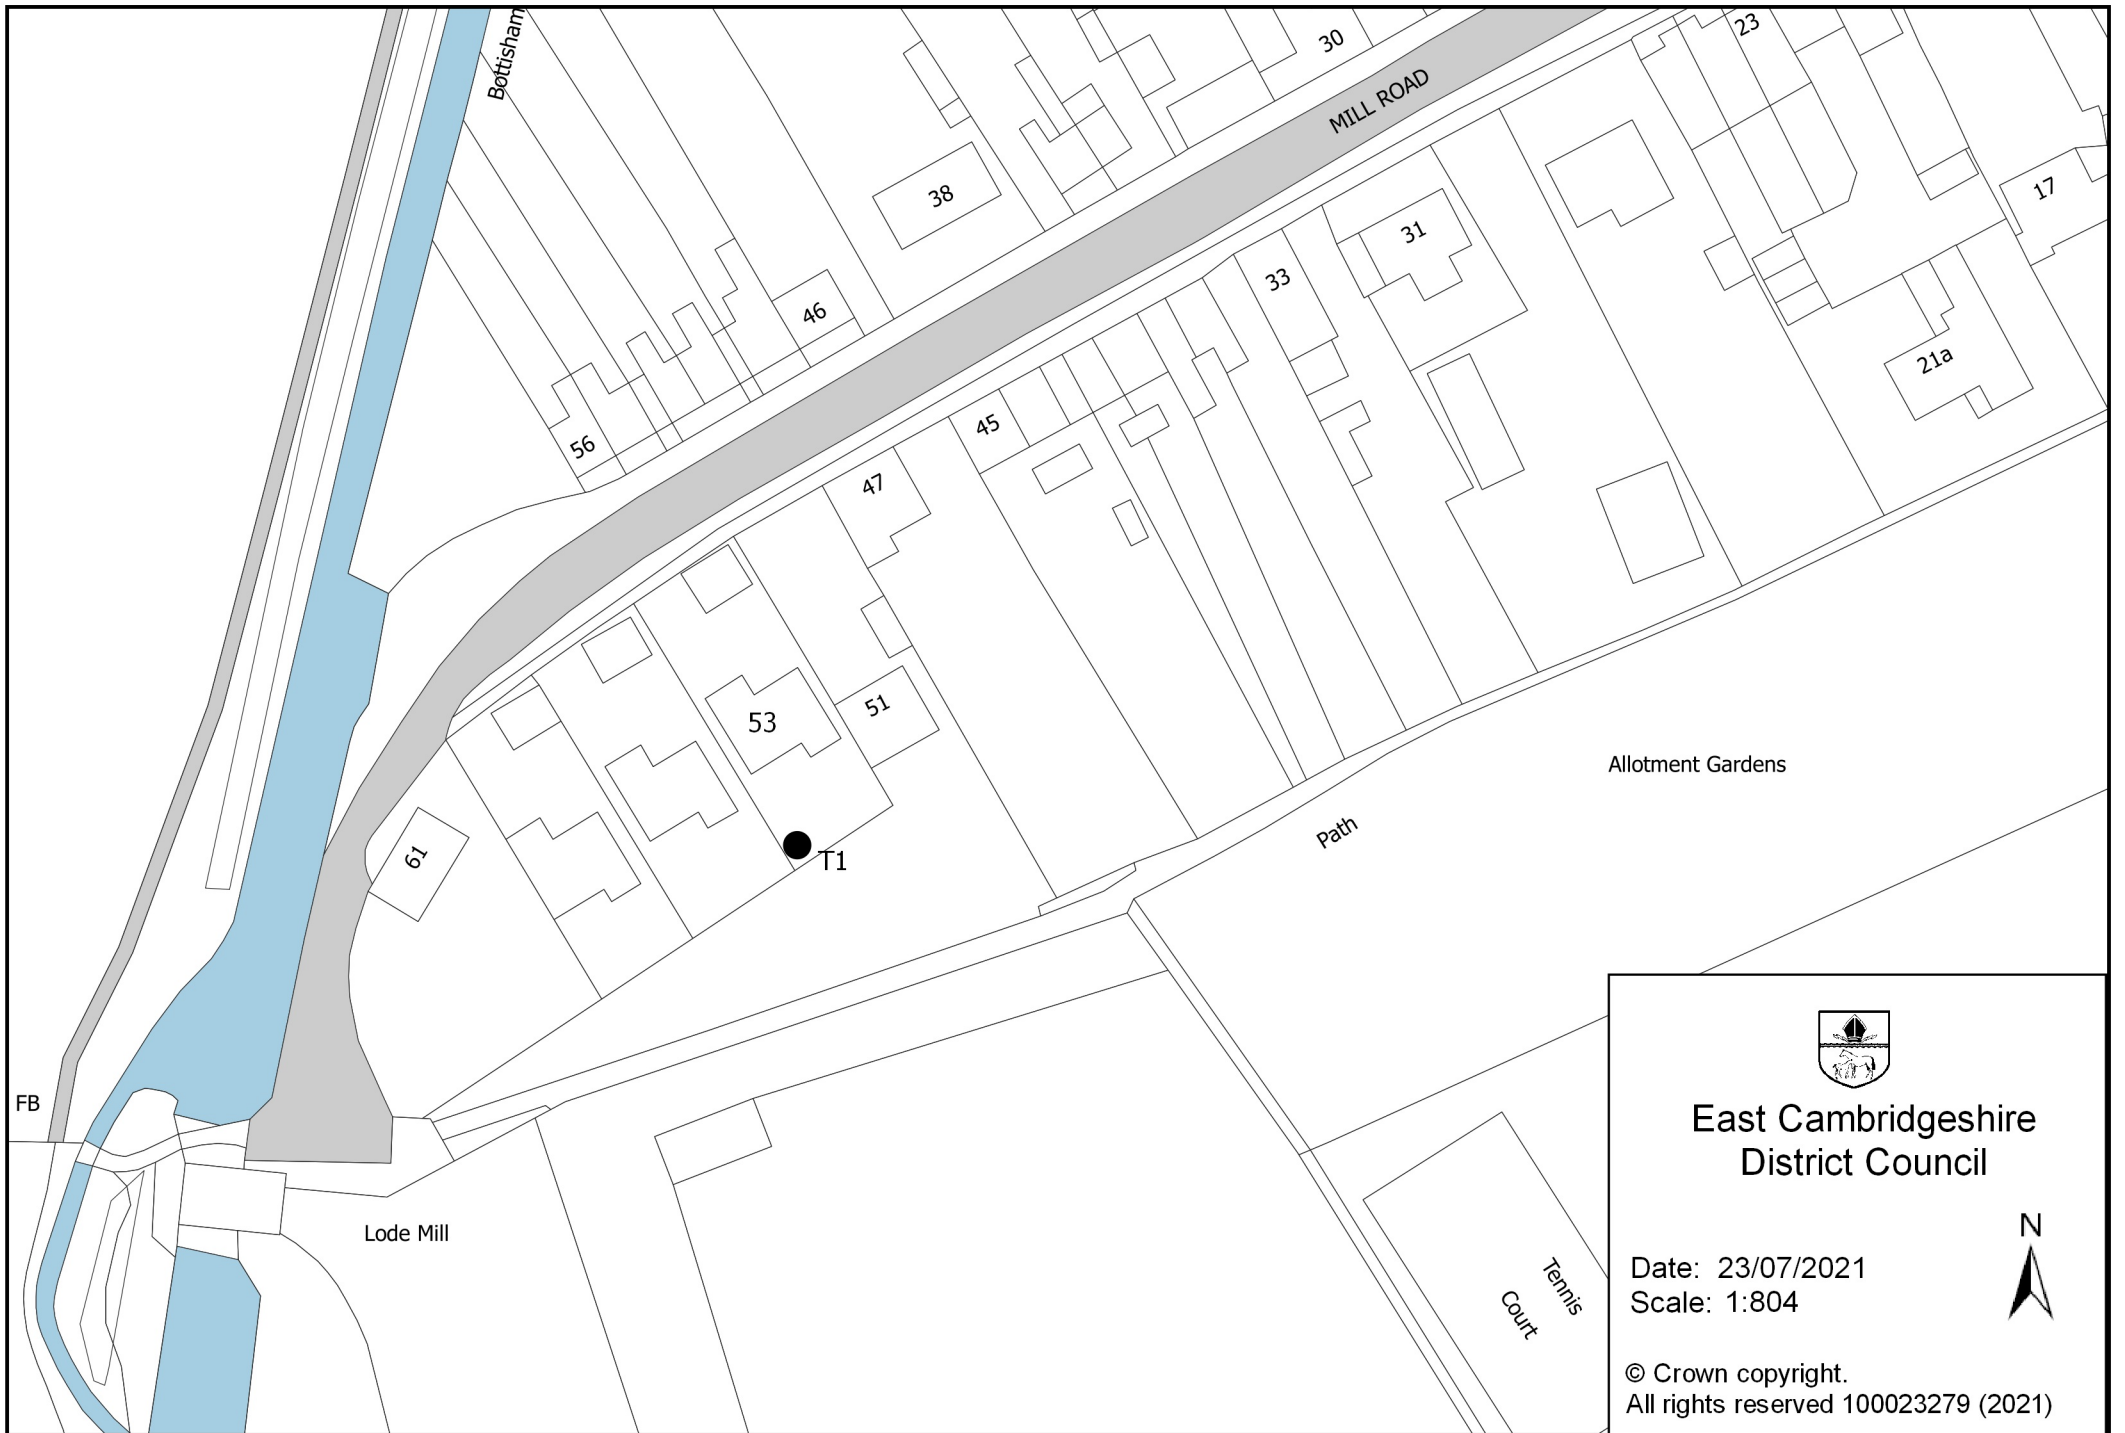 Bottisham
30
23
MILL ROAD
38
17
31
33
46
21a
45
56
47
51
53
Allotment Gardens
Path
61
T1
FB
Lode Mill
Tennis
Court
East Cambridgeshire
District Council
N
Date: 23/07/2021
Scale: 1:804
© Crown copyright.
All rights reserved 100023279 (2021)